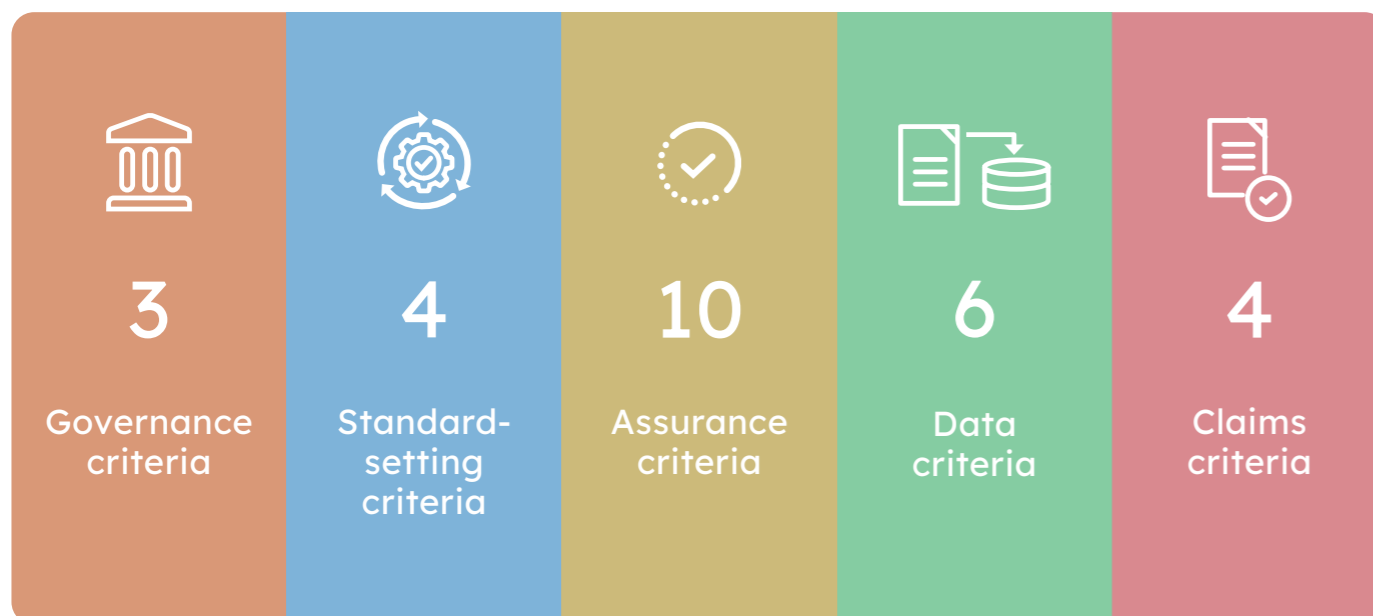 3
Governance
criteria
4
Standard-
setting
criteria
10
Assurance
criteria
6
Data
criteria
4
Claims
criteria